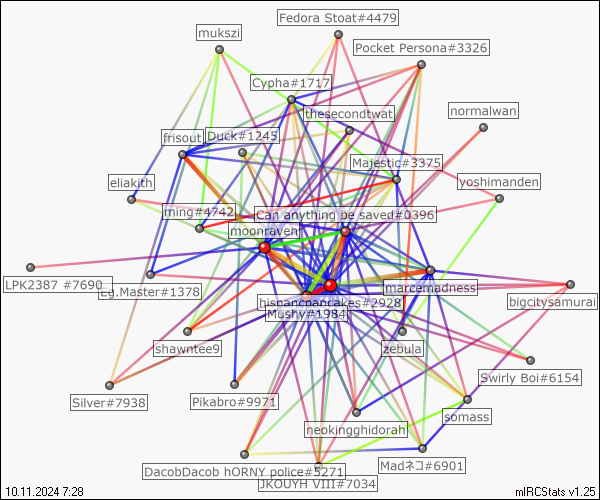 Fedora Stoat#4479
mukszi
Pocket Persona#3326
Cypha#1717
thesecondtwat
normalwan
frisout
Duck#1245
Majestic#3375
eliakith
yoshimanden
ming#4742
Can anything be saved#0396
moonraven
LPK2387 #7690
Eg.Master#1378
marcemadness
hispancpancakes#2928
bigcitysamurai
Mushy#1984
shawntee9
zebula
Swirly Boi#6154
Silver#7938
Pikabro#9971
somass
neokingghidorah
DacobDacob hORNY police#5271
Madネコ#6901
JKOUYH VIII#7034
10.11.2024 7:28
mIRCStats v1.25